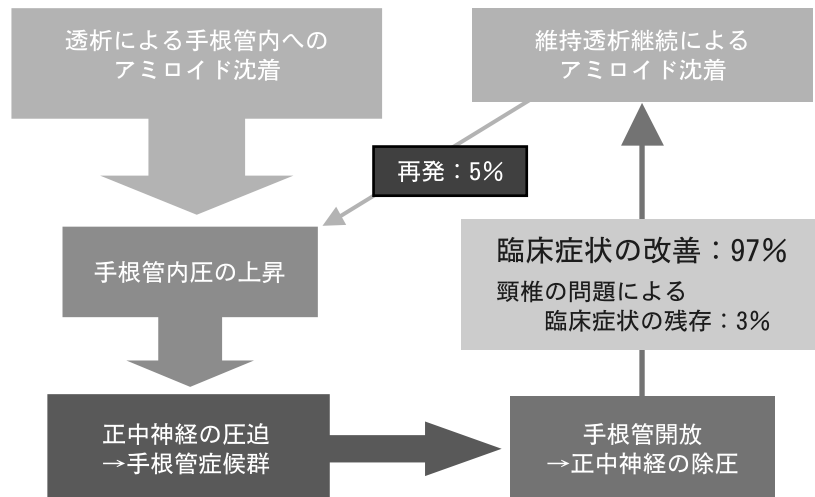 透析による手根管内への
アミロイド沈着
維持透析継続による
アミロイド沈着
再発：5％
手根管内圧の上昇
臨床症状の改善：97％
頸椎の問題による
臨床症状の残存：3％
正中神経の圧迫
→手根管症候群
手根管開放
→正中神経の除圧